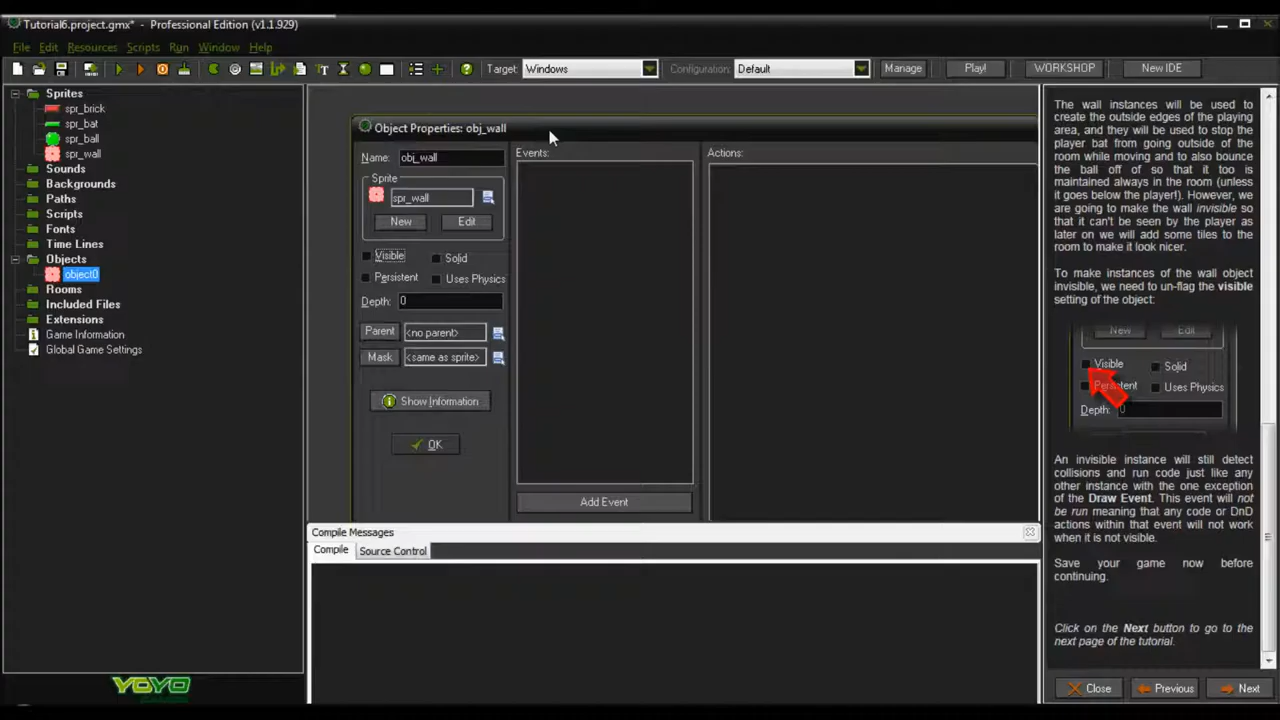 Tutorial6.project.gmx* - Professional Edition (v1.1.929)
File Edit Resources Scripts Run Window Help
Target: Windows Configuration: Default Manage Play! WORKSHOP New IDE
Sprites
spr_brick
spr_bat
spr_ball
spr_wall
Sounds
Backgrounds
Paths
Scripts
Fonts
Time Lines
Objects
object0
Rooms
Included Files
Extensions
Game Information
Global Game Settings
YOYO
Object Properties: obj_wall
Name: obj_wall
Sprite
spr_wall
New Edit
Visible Solid
Persistent Uses Physics
Depth: 0
Parent <no parent>
Mask <same as sprite>
Show Information
OK
Events:
Add Event
Actions:
Compile Messages
Compile Source Control
The wall instances will be used to
create the outside edges of the playing
area, and they will be used to stop the
player bat from going outside of the
room while moving and to also bounce
the ball off of so that it too is
maintained always in the room (unless
it goes below the player!). However, we
are going to make the wall invisible so
that it can't be seen by the player as
later on we will add some tiles to the
room to make it look nicer.
To make instances of the wall object
invisible, we need to un-flag the visible
setting of the object:
New Edit
Visible Solid
Persistent Uses Physics
Depth: 0
An invisible instance will still detect
collisions and run code just like any
other instance with the one exception
of the Draw Event. This event will not
be run meaning that any code or DnD
actions within that event will not work
when it is not visible.
Save your game now before
continuing.
Click on the Next button to go to the
next page of the tutorial.
Close Previous Next